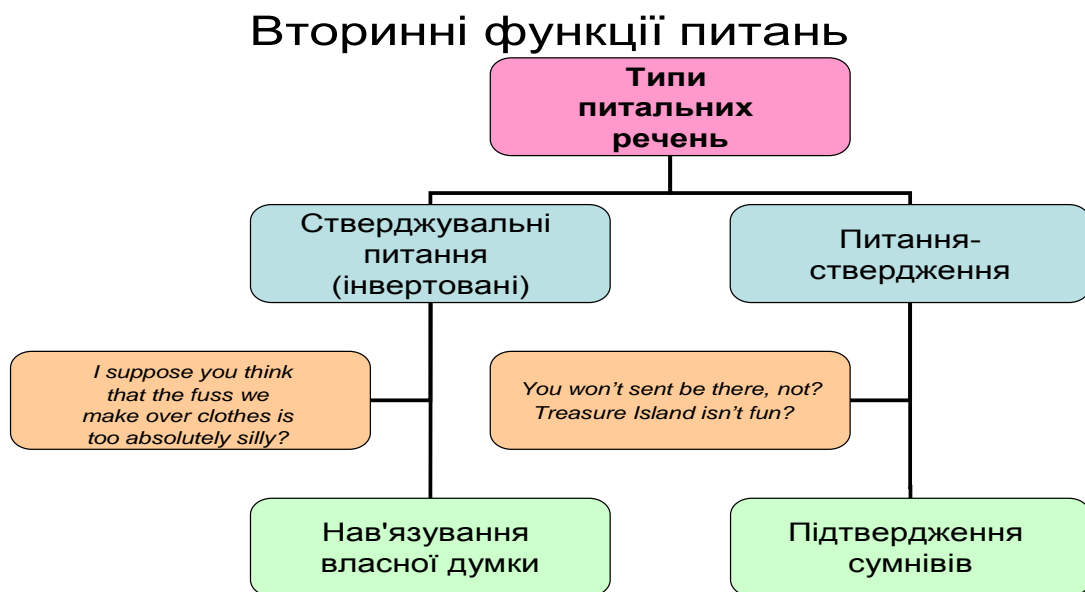 Вторинні функції питань
Типи
питальних
речень
Стверджувальні
питання
(інвертовані)
Питання-
ствердження
I suppose you think
that the fuss we
make over clothes is
too absolutely silly?
You won’t sent be there, not?
Treasure Island isn’t fun?
Нав'язування
власної думки
Підтвердження
сумнівів